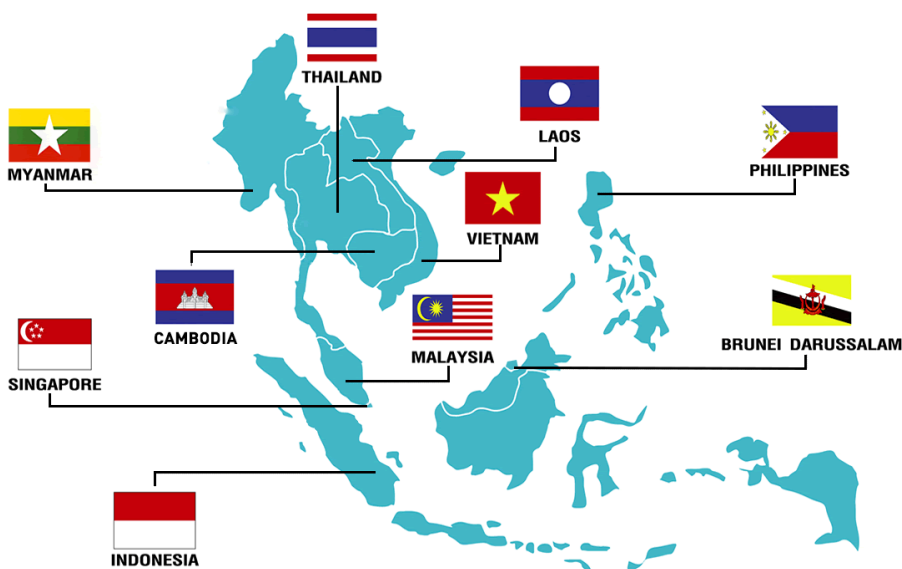 THAILAND
LAOS
MYANMAR
PHILIPPINES
VIETNAM
CAMBODIA
MALAYSIA
BRUNEI DARUSSALAM
SINGAPORE
INDONESIA